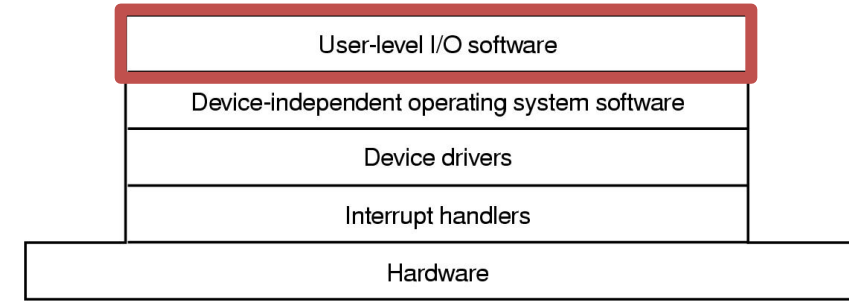 User-level I/O software
Device-independent operating system software
Device drivers
Interrupt handlers
Hardware